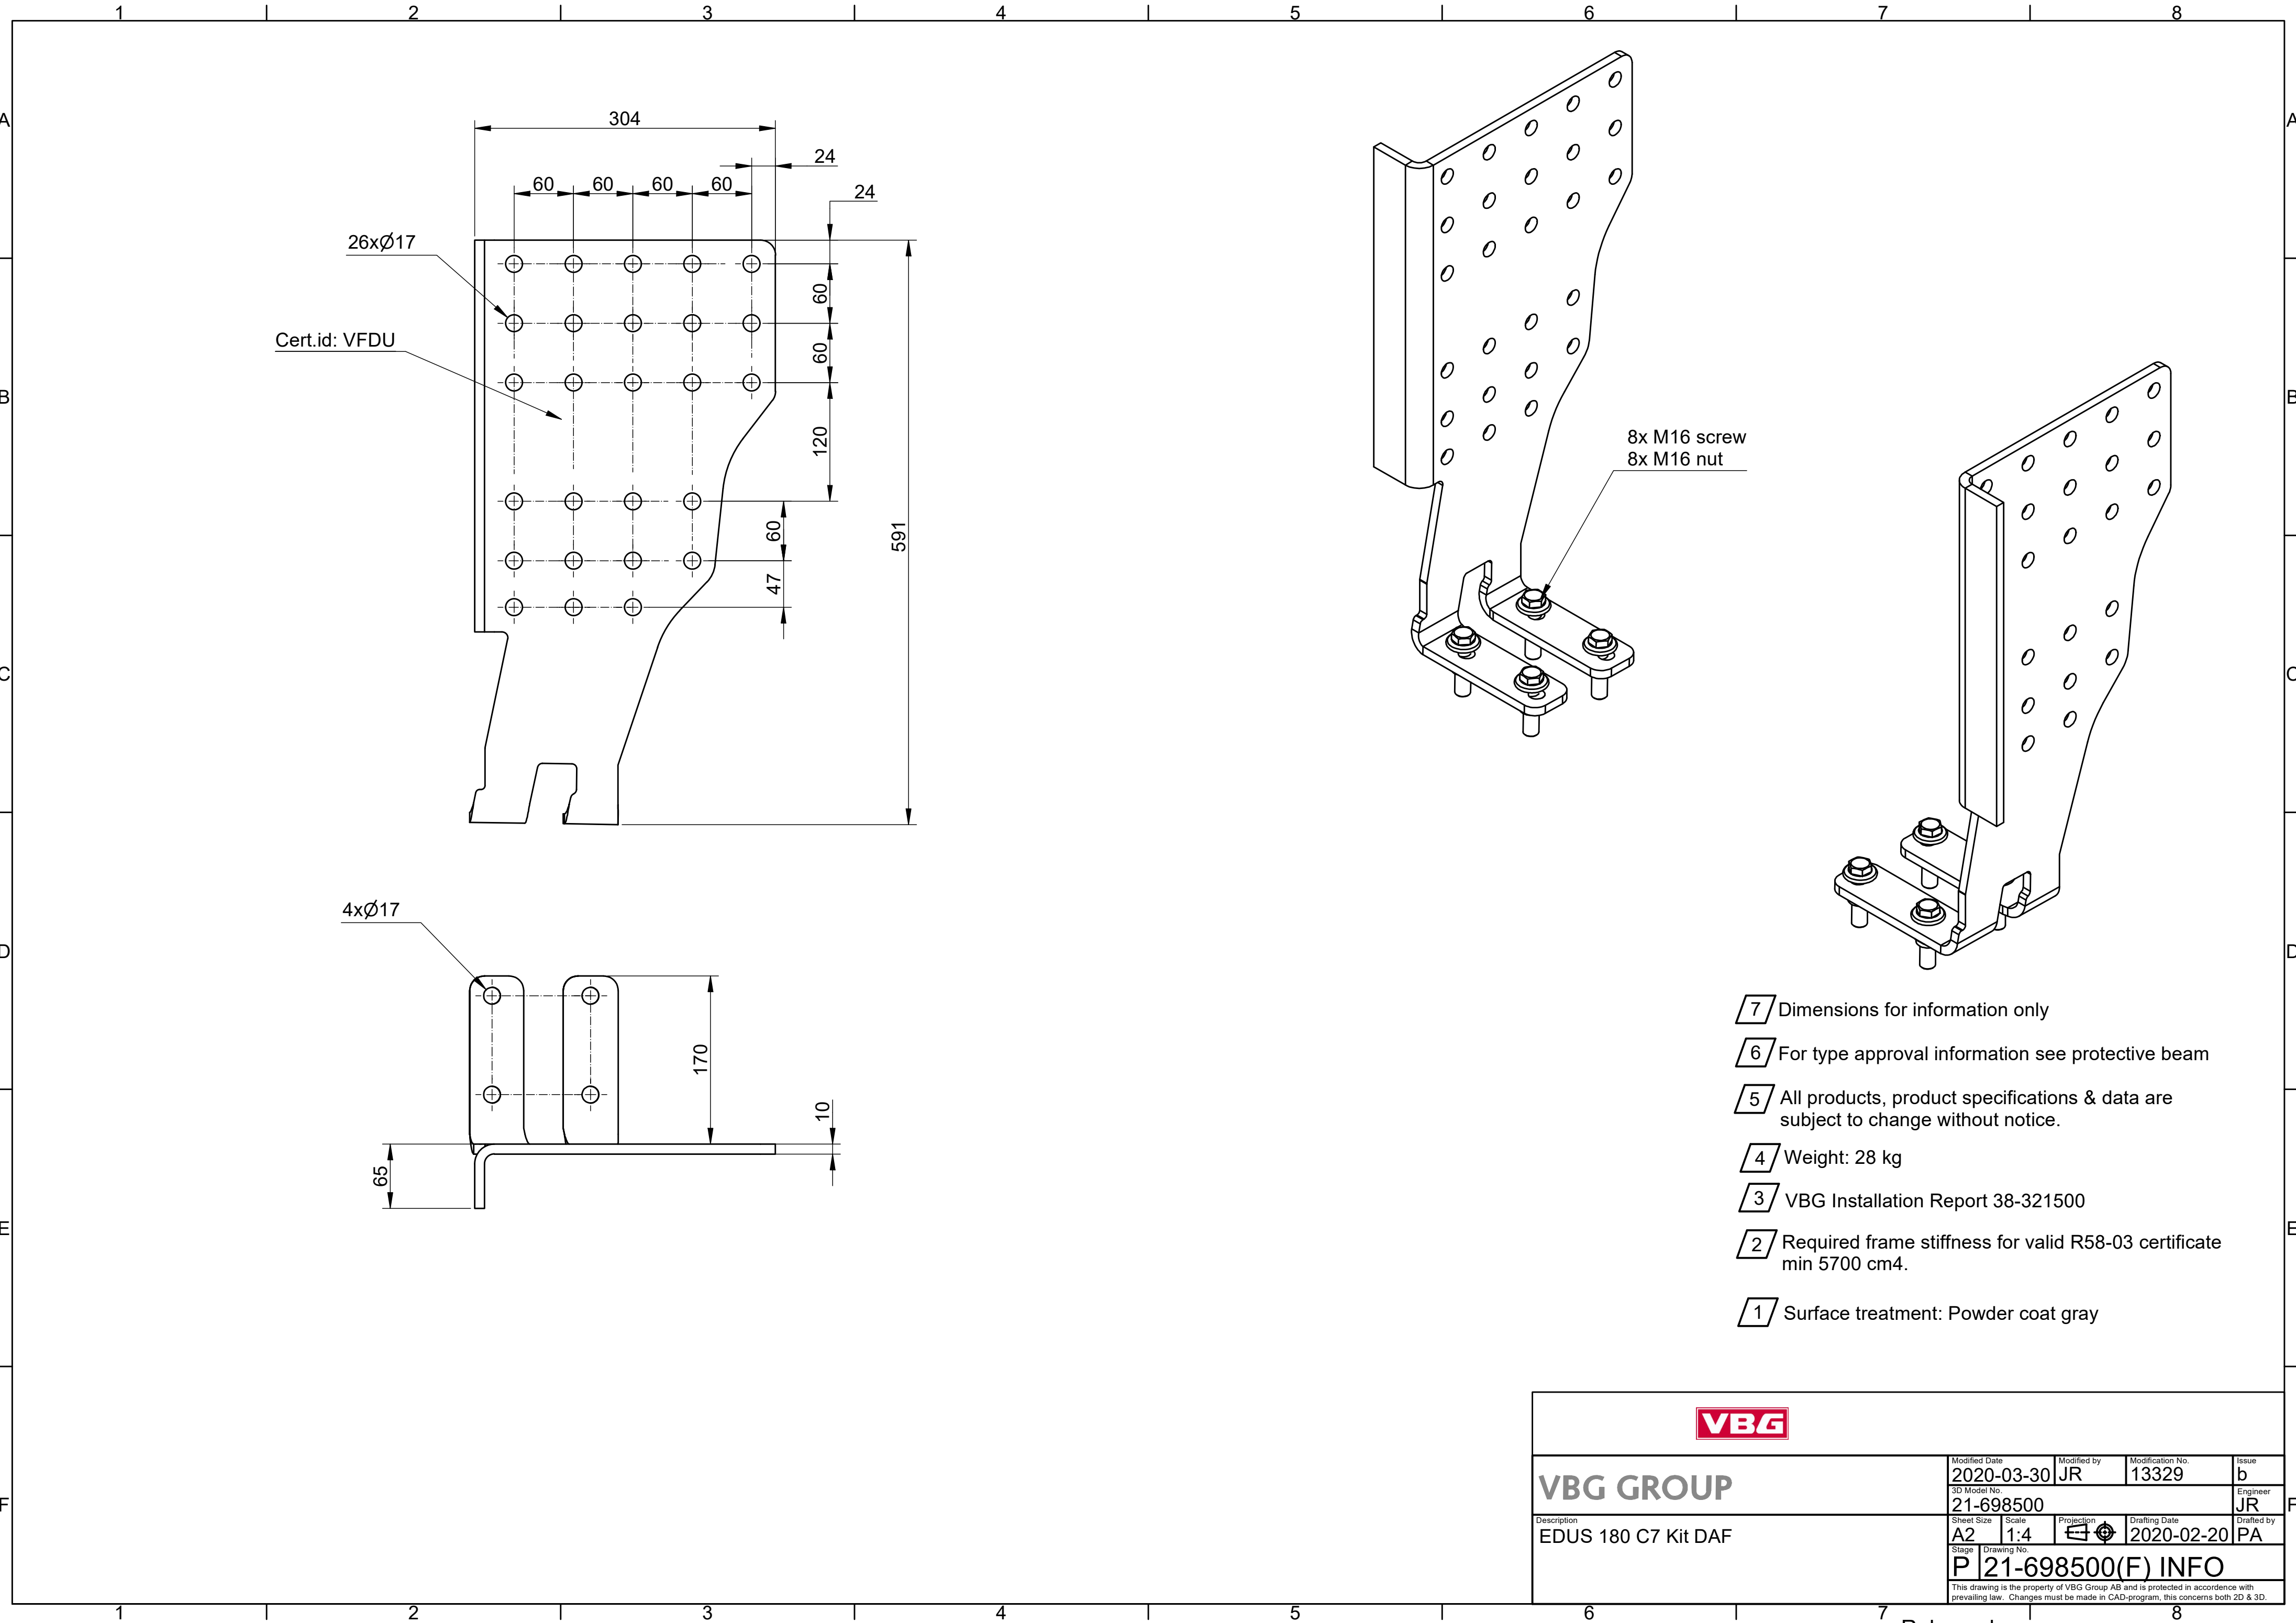 1 2 3 4 5 6 7 8
A A
B B
C C
D D
E E
F F
304
24
60 60 60 60
24
26xØ17
60
Cert.id: VFDU
60
120
60
591
47
8x M16 screw
8x M16 nut
4xØ17
170
10
65
7 Dimensions for information only
6 For type approval information see protective beam
5 All products, product specifications & data are
subject to change without notice.
4 Weight: 28 kg
3 VBG Installation Report 38-321500
2 Required frame stiffness for valid R58-03 certificate
min 5700 cm4.
1 Surface treatment: Powder coat gray
VBG
VBG GROUP
Modified Date Modified by Modification No. Issue
2020-03-30 JR 13329 b
3D Model No. Engineer
21-698500 JR
Description
EDUS 180 C7 Kit DAF
Sheet Size Scale Projection Drafting Date Drafted by
A2 1:4 2020-02-20 PA
Stage Drawing No.
P 21-698500(F) INFO
This drawing is the property of VBG Group AB and is protected in accordance with
prevailing law. Changes must be made in CAD-program, this concerns both 2D & 3D.
1 2 3 4 5 6 7 8